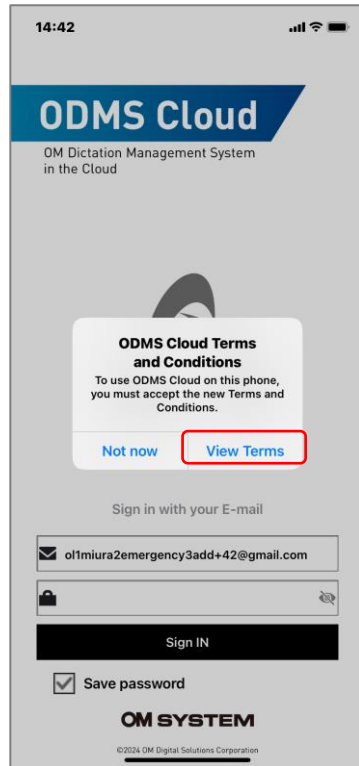 14:42
ODMS Cloud
OM Dictation Management System
in the Cloud
ODMS Cloud Terms
and Conditions
To use ODMS Cloud on this phone,
you must accept the new Terms and
Conditions.
Not now
View Terms
Sign in with your E-mail
ol1miura2emergency3add+42@gmail.com
Sign IN
Save password
OM SYSTEM
©2024 OM Digital Solutions Corporation